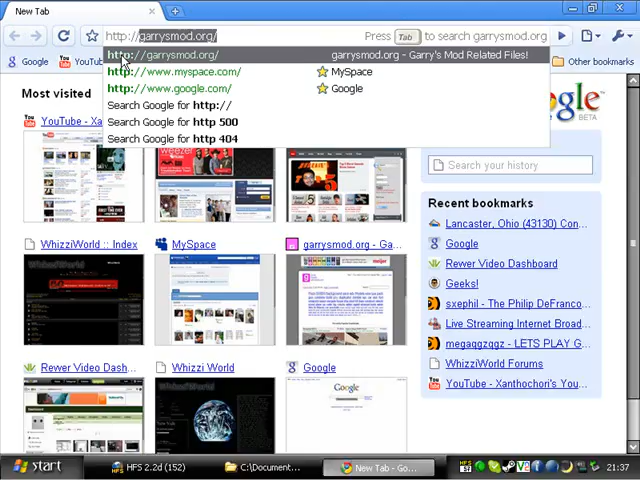 New Tab
http://garrysmod.org/
Press Tab to search garrysmod.org
http://garrysmod.org/ garrysmod.org - Garry's Mod Related Files!
http://www.myspace.com/ MySpace
http://www.google.com/ Google
Search Google for http://
Search Google for http 500
Search Google for http 404
Google
YouTu
Other bookmarks
Most visited
YouTube - Xa
BETA
Search your history
Recent bookmarks
Lancaster, Ohio (43130) Con...
Google
Rewer Video Dashboard
Geeks!
sxephil - The Philip DeFranco...
Live Streaming Internet Broad...
megaqzgqz - LETS PLAY G...
WhizziWorld Forums
YouTube - Xanthochori's You...
WhizziWorld :: Index
MySpace
garrysmod.org - Ga...
Rewer Video Dash...
Whizzi World
Google
start
HFS 2.2d (152)
C:\Document...
New Tab - Go...
21:37